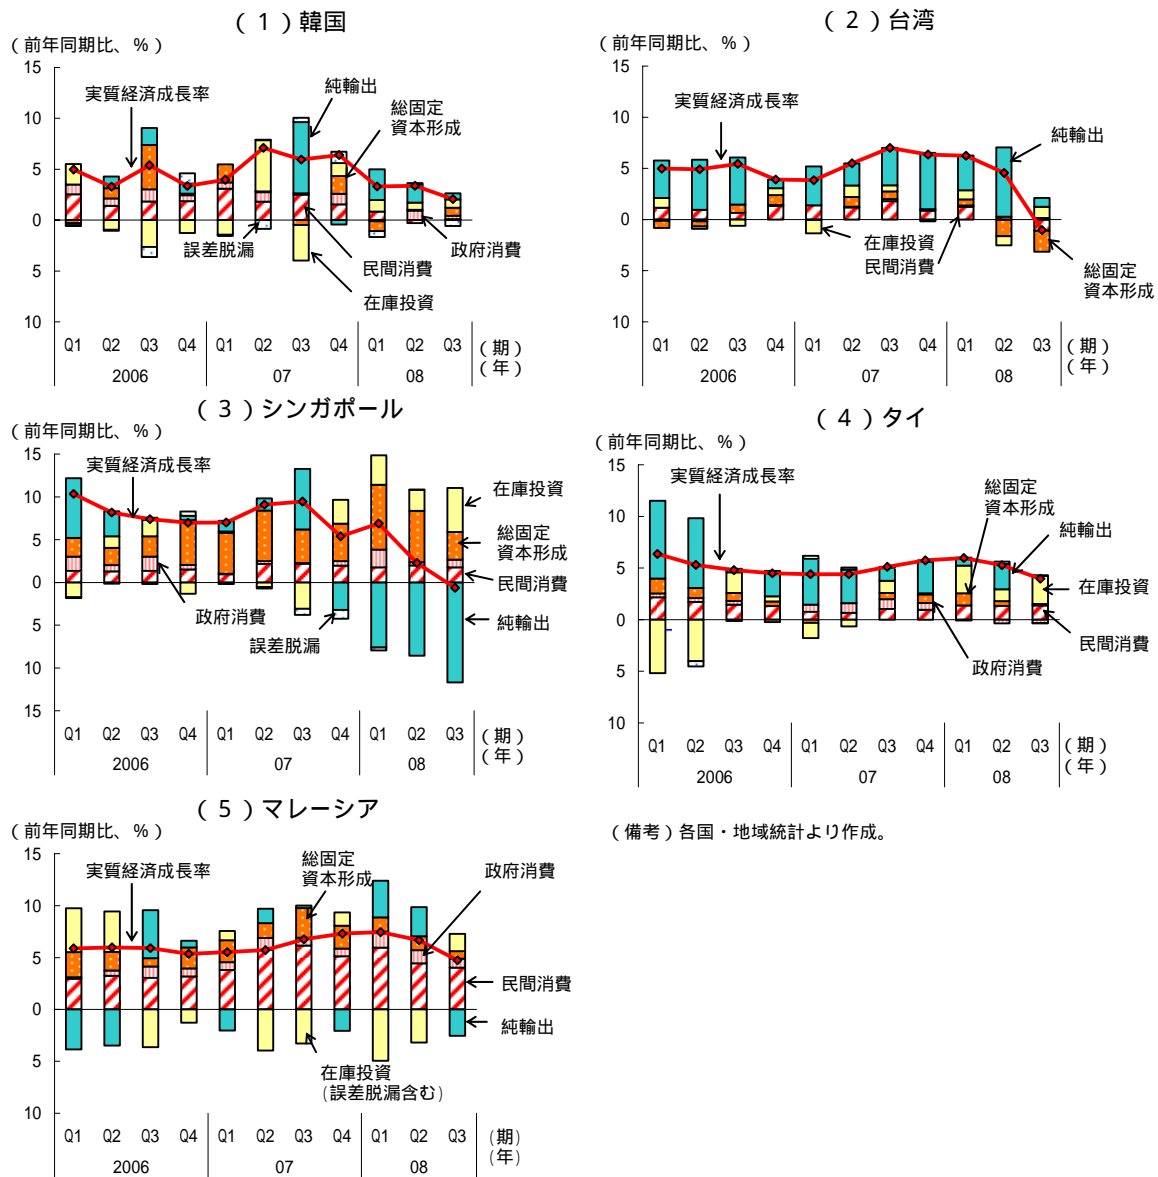 (1)韓国
(前年同期比、%)
15
10
5
0
5
10
実質経済成長率
純輸出
総固定
資本形成
誤差脱漏
民間消費
政府消費
在庫投資
Q1 Q2 Q3 Q4 Q1 Q2 Q3 Q4 Q1 Q2 Q3 (期)
2006 07 08 (年)
(2)台湾
(前年同期比、%)
15
10
5
0
5
10
実質経済成長率
純輸出
在庫投資
民間消費
総固定
資本形成
Q1 Q2 Q3 Q4 Q1 Q2 Q3 Q4 Q1 Q2 Q3 (期)
2006 07 08 (年)
(3)シンガポール
(前年同期比、%)
15
10
5
0
5
10
15
実質経済成長率
在庫投資
総固定
資本形成
民間消費
政府消費
誤差脱漏
純輸出
Q1 Q2 Q3 Q4 Q1 Q2 Q3 Q4 Q1 Q2 Q3 (期)
2006 07 08 (年)
(4)タイ
(前年同期比、%)
15
10
5
0
5
10
実質経済成長率
総固定
資本形成
純輸出
在庫投資
民間消費
政府消費
Q1 Q2 Q3 Q4 Q1 Q2 Q3 Q4 Q1 Q2 Q3 (期)
2006 07 08 (年)
(5)マレーシア
(前年同期比、%)
15
10
5
0
5
10
実質経済成長率
総固定
資本形成
政府消費
民間消費
純輸出
在庫投資
(誤差脱漏含む)
Q1 Q2 Q3 Q4 Q1 Q2 Q3 Q4 Q1 Q2 Q3 (期)
2006 07 08 (年)
(備考)各国・地域統計より作成。